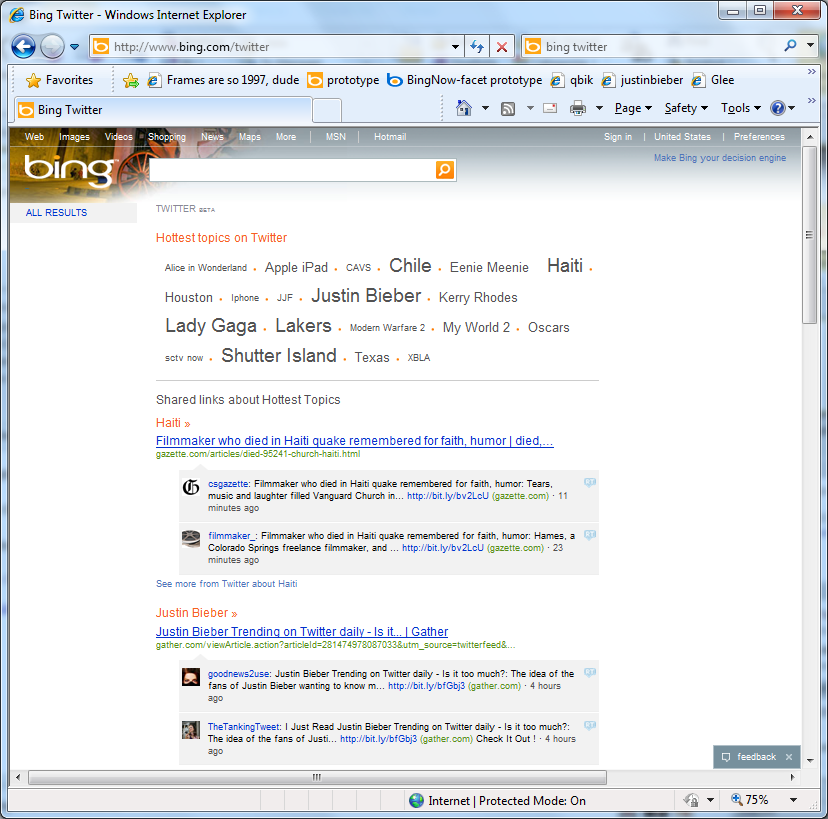 Bing Twitter - Windows Internet Explorer
http://www.bing.com/twitter
bing twitter
Favorites
Frames are so 1997, dude
prototype
BingNow-facet prototype
qbik
justinbieber
Glee
Bing Twitter
Page
Safety
Tools
Web Images Videos Shopping News Maps More | MSN | Hotmail
Sign in | United States | Preferences
bing
Make Bing your decision engine
ALL RESULTS
TWITTER BETA
Hottest topics on Twitter
Alice in Wonderland · Apple iPad · CAVS · Chile · Eenie Meenie Haiti ·
Houston · Iphone · JJF · Justin Bieber · Kerry Rhodes
Lady Gaga · Lakers · Modern Warfare 2 · My World 2 · Oscars
sctv now · Shutter Island · Texas · XBLA
Shared links about Hottest Topics
Haiti »
Filmmaker who died in Haiti quake remembered for faith, humor | died,...
gazette.com/articles/died-95241-church-haiti.html
G
csgazette: Filmmaker who died in Haiti quake remembered for faith, humor: Tears,
music and laughter filled Vanguard Church in... http://bit.ly/bv2LcU (gazette.com) · 11
minutes ago
filmmaker_: Filmmaker who died in Haiti quake remembered for faith, humor: Hames, a
Colorado Springs freelance filmmaker, and ... http://bit.ly/bv2LcU (gazette.com) · 23
minutes ago
See more from Twitter about Haiti
Justin Bieber »
Justin Bieber Trending on Twitter daily - Is it... | Gather
gather.com/viewArticle.action?articleId=281474978087033&utm_source=twitterfeed&...
goodnews2use: Justin Bieber Trending on Twitter daily - Is it too much?: The idea of the
fans of Justin Bieber wanting to know m... http://bit.ly/bfGbj3 (gather.com) · 4 hours
ago
TheTankingTweet: I Just Read Justin Bieber Trending on Twitter daily - Is it too much?:
The idea of the fans of Justi... http://bit.ly/bfGbj3 (gather.com) Check It Out ! · 4 hours
ago
feedback
Internet | Protected Mode: On
75%